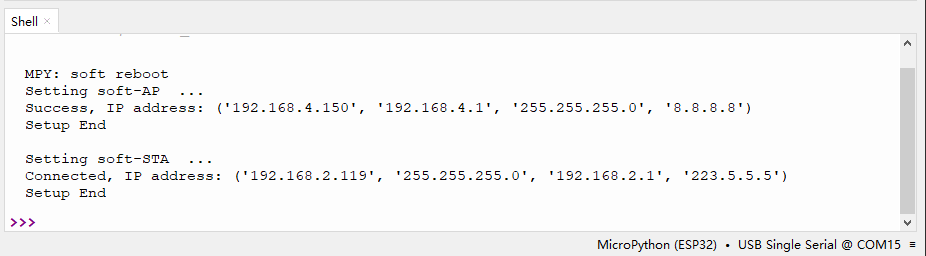 Shell ×
MPY: soft reboot
Setting soft-AP  ...
Success, IP address: ('192.168.4.150', '192.168.4.1', '255.255.255.0', '8.8.8.8')
Setup End
Setting soft-STA  ...
Connected, IP address: ('192.168.2.119', '255.255.255.0', '192.168.2.1', '223.5.5.5')
Setup End
>>>
MicroPython (ESP32) • USB Single Serial @ COM15 ≡